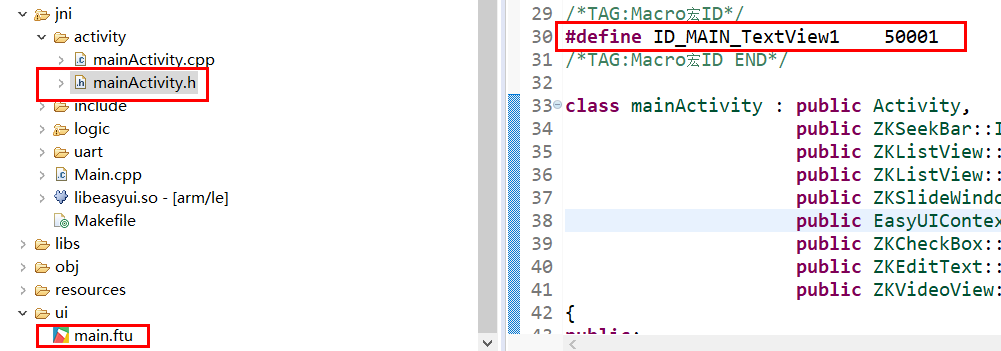 jni
activity
mainActivity.cpp
mainActivity.h
include
logic
uart
Main.cpp
libeasyui.so - [arm/le]
Makefile
libs
obj
resources
ui
main.ftu
29 /*TAG:Macro宏ID*/
30 #define ID_MAIN_TextView1    50001
31 /*TAG:Macro宏ID END*/
32
33 class mainActivity : public Activity,
34 public ZKSeekBar::I
35 public ZKListView::
36 public ZKListView::
37 public ZKSlideWindo
38 public EasyUIContex
39 public ZKCheckBox::
40 public ZKEditText::
41 public ZKVideoView:
42 {
43 public: